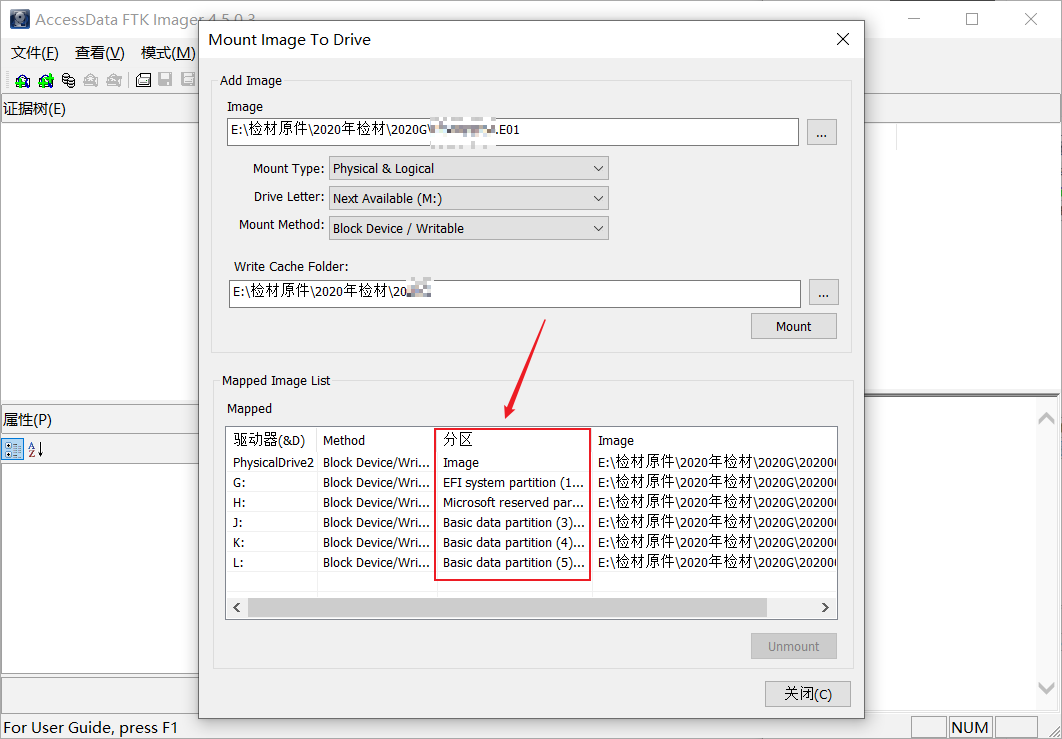 AccessData FTK Imager 4.5.0.3
文件(F) 查看(V) 模式(M)
证据树(E)
属性(P)
Mount Image To Drive
Add Image
Image
E:\检材原件\2020年检材\2020G\ .E01
...
Mount Type: Physical & Logical
Drive Letter: Next Available (M:)
Mount Method: Block Device / Writable
Write Cache Folder:
E:\检材原件\2020年检材\20
...
Mount
Mapped Image List
Mapped
驱动器(&D) Method 分区 Image
PhysicalDrive2 Block Device/Wri... Image E:\检材原件\2020年检材\2020G\20200
G: Block Device/Wri... EFI system partition (1... E:\检材原件\2020年检材\2020G\20200
H: Block Device/Wri... Microsoft reserved par... E:\检材原件\2020年检材\2020G\20200
J: Block Device/Wri... Basic data partition (3)... E:\检材原件\2020年检材\2020G\20200
K: Block Device/Wri... Basic data partition (4)... E:\检材原件\2020年检材\2020G\20200
L: Block Device/Wri... Basic data partition (5)... E:\检材原件\2020年检材\2020G\20200
Unmount
关闭(C)
For User Guide, press F1
NUM